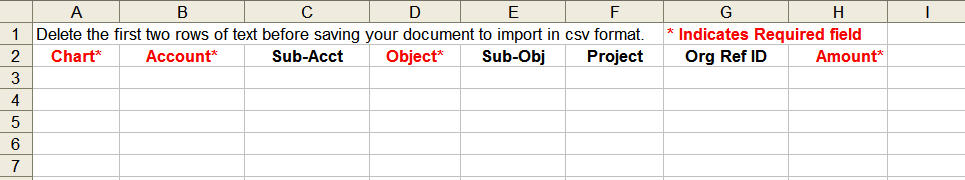 A B C D E F G H I
1 Delete the first two rows of text before saving your document to import in csv format. * Indicates Required field
2 Chart* Account* Sub-Acct Object* Sub-Obj Project Org Ref ID Amount*
3
4
5
6
7